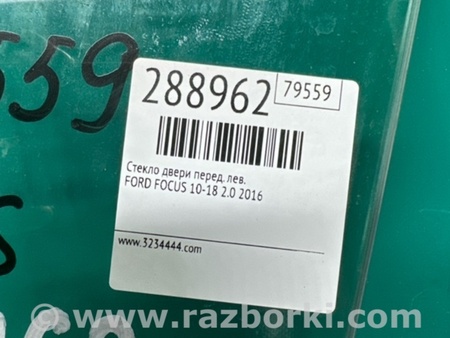 559
288962
79559
Стекло двери перед. лев.
FORD FOCUS 10-18 2.0 2016
www.3234444.com
www.razborki.com